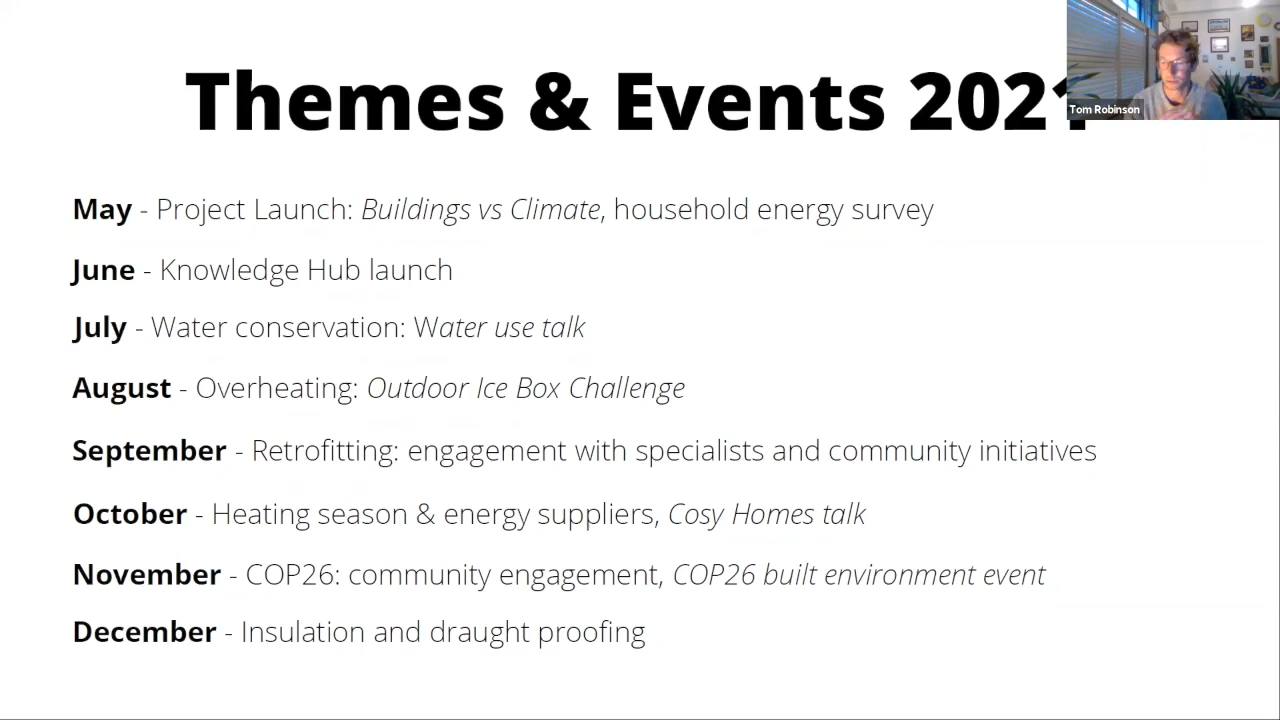 Themes & Events 2021
Tom Robinson
May - Project Launch: Buildings vs Climate, household energy survey
June - Knowledge Hub launch
July - Water conservation: Water use talk
August - Overheating: Outdoor Ice Box Challenge
September - Retrofitting: engagement with specialists and community initiatives
October - Heating season & energy suppliers, Cosy Homes talk
November - COP26: community engagement, COP26 built environment event
December - Insulation and draught proofing